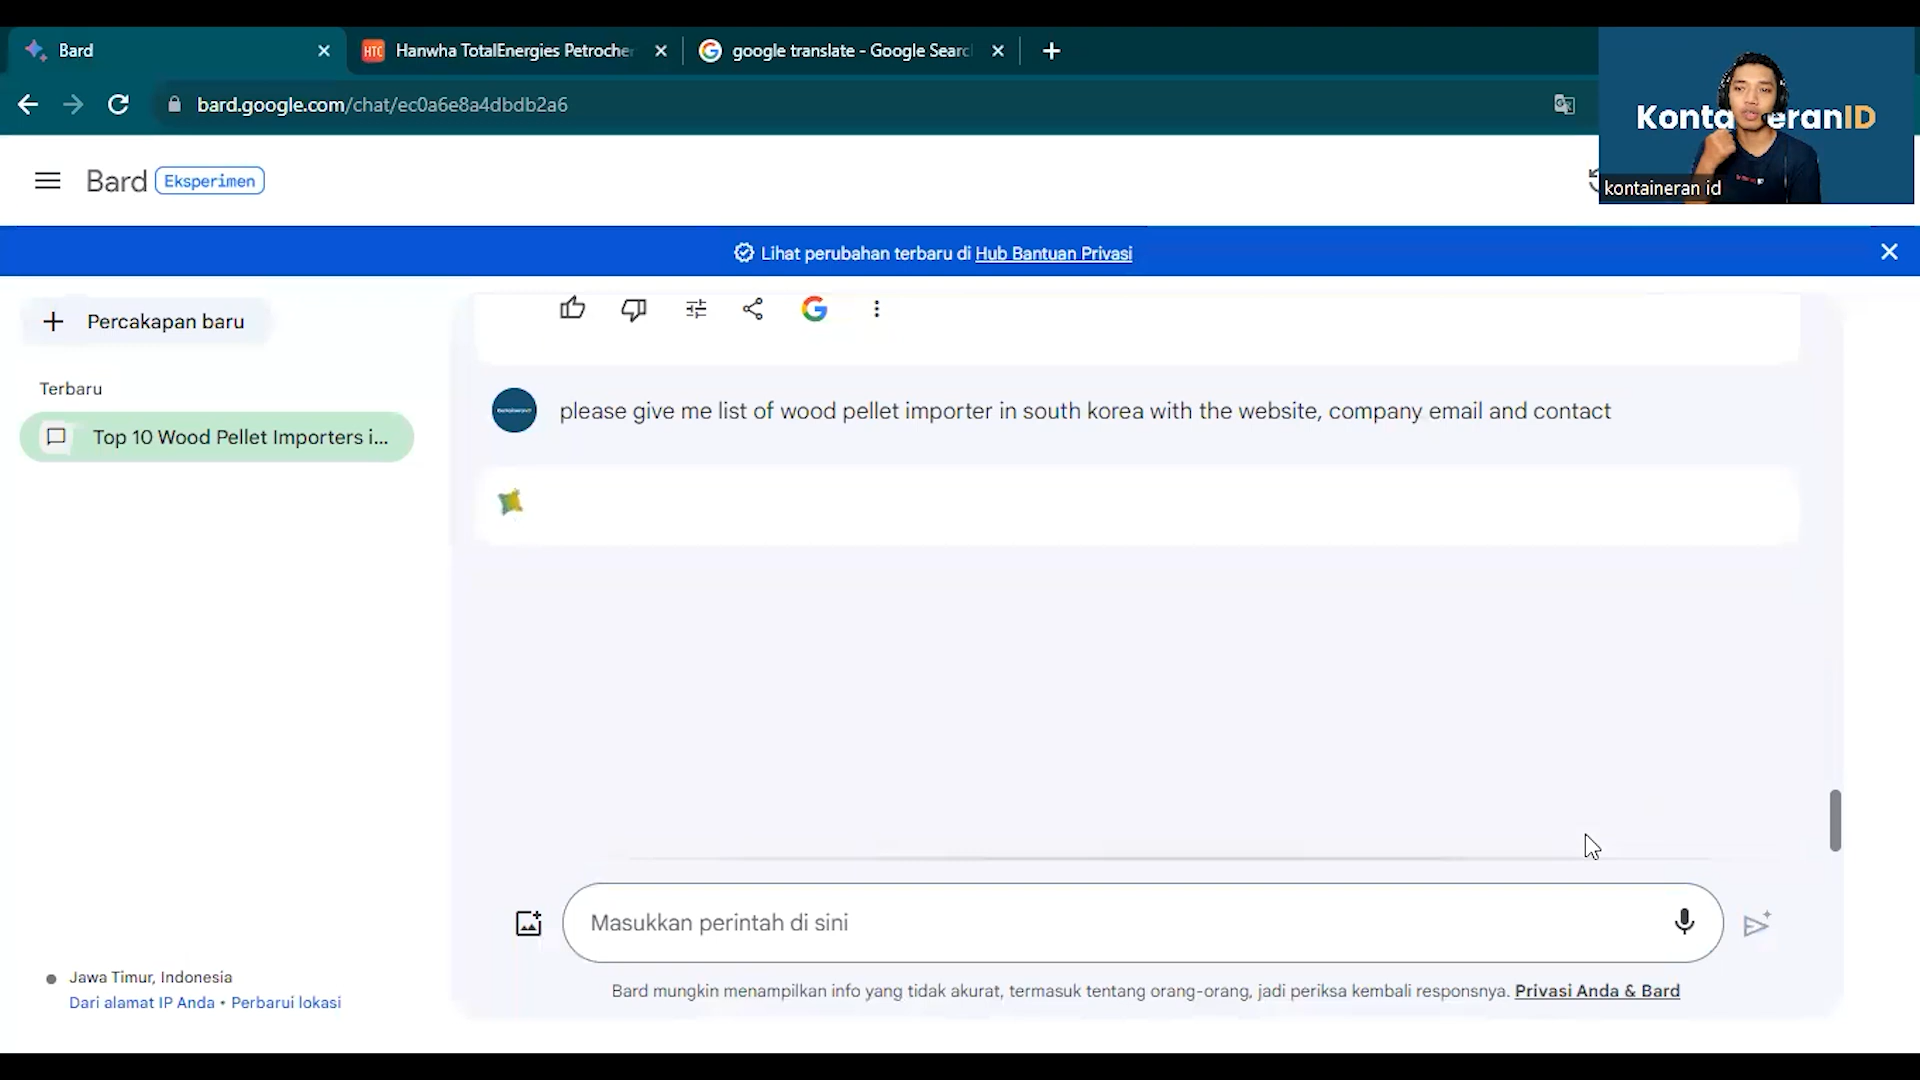 Bard
HTC
Hanwha TotalEnergies Petrocher
google translate - Google Searc
bard.google.com/chat/ec0a6e8a4dbdb2a6
Konta eranID
kontaineran id
Bard Eksperimen
Lihat perubahan terbaru di Hub Bantuan Privasi
Percakapan baru
Terbaru
Top 10 Wood Pellet Importers i...
please give me list of wood pellet importer in south korea with the website, company email and contact
Masukkan perintah di sini
Jawa Timur, Indonesia
Dari alamat IP Anda • Perbarui lokasi
Bard mungkin menampilkan info yang tidak akurat, termasuk tentang orang-orang, jadi periksa kembali responsnya. Privasi Anda & Bard